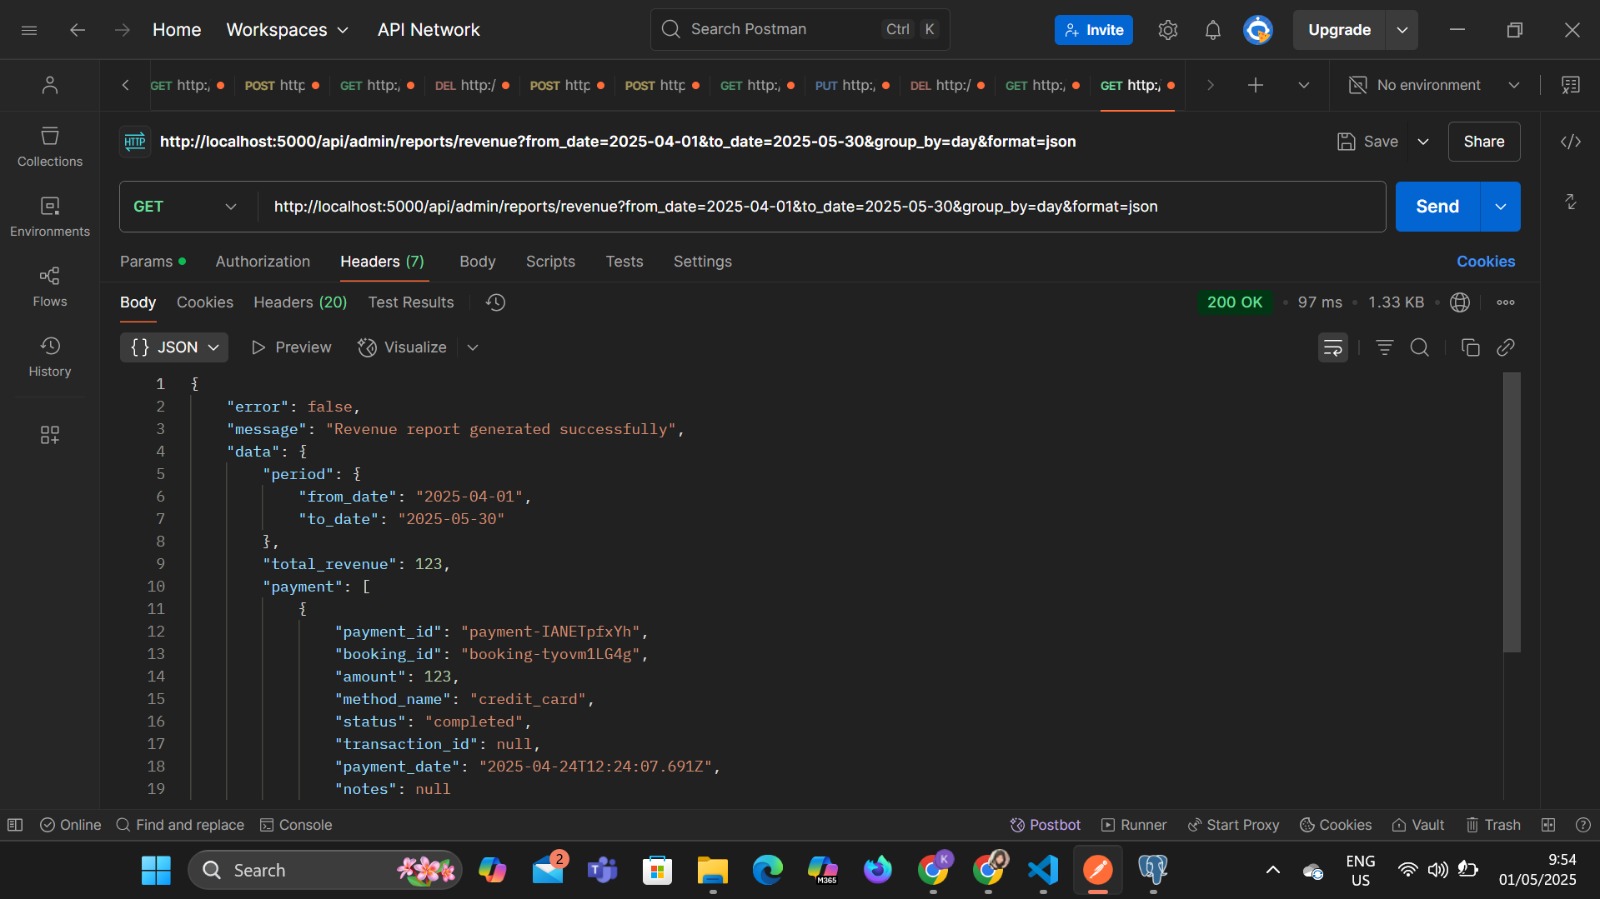 Home Workspaces API Network Search Postman Ctrl K Invite Upgrade
GET http:/ POST http GET http:/ DEL http:/ POST http POST http GET http:/ PUT http:/ DEL http:/ GET http:/ GET http:/ No environment
HTTP http://localhost:5000/api/admin/reports/revenue?from_date=2025-04-01&to_date=2025-05-30&group_by=day&format=json Save Share
Collections
GET http://localhost:5000/api/admin/reports/revenue?from_date=2025-04-01&to_date=2025-05-30&group_by=day&format=json Send
Environments
Params Authorization Headers (7) Body Scripts Tests Settings Cookies
Flows
Body Cookies Headers (20) Test Results 200 OK 97 ms 1.33 KB
History
{} JSON Preview Visualize
1 {
2 "error": false,
3 "message": "Revenue report generated successfully",
4 "data": {
5 "period": {
6 "from_date": "2025-04-01",
7 "to_date": "2025-05-30"
8 },
9 "total_revenue": 123,
10 "payment": [
11 {
12 "payment_id": "payment-IANETpfxYh",
13 "booking_id": "booking-tyovm1LG4g",
14 "amount": 123,
15 "method_name": "credit_card",
16 "status": "completed",
17 "transaction_id": null,
18 "payment_date": "2025-04-24T12:24:07.691Z",
19 "notes": null
Online Find and replace Console Postbot Runner Start Proxy Cookies Vault Trash
Search 2 M365 K ENG US 9:54 01/05/2025